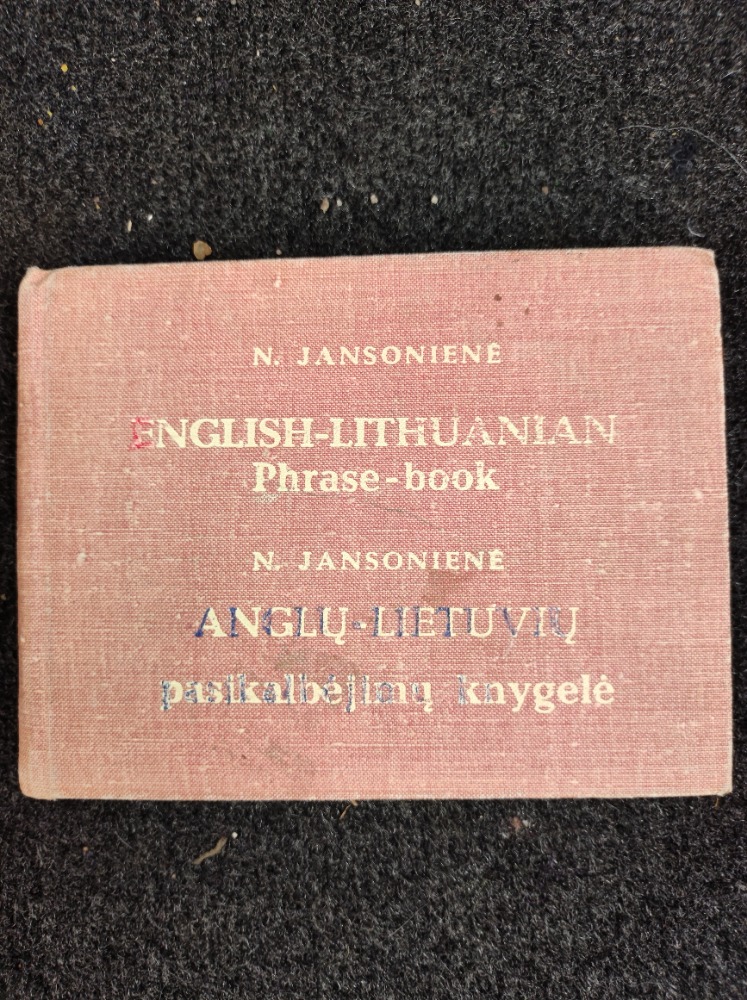 N. JANSONIENĖ
ENGLISH-LITHUANIAN
Phrase-book
N. JANSONIENĖ
ANGLŲ-LIETUVIŲ
pasikalbėjimų knygelė